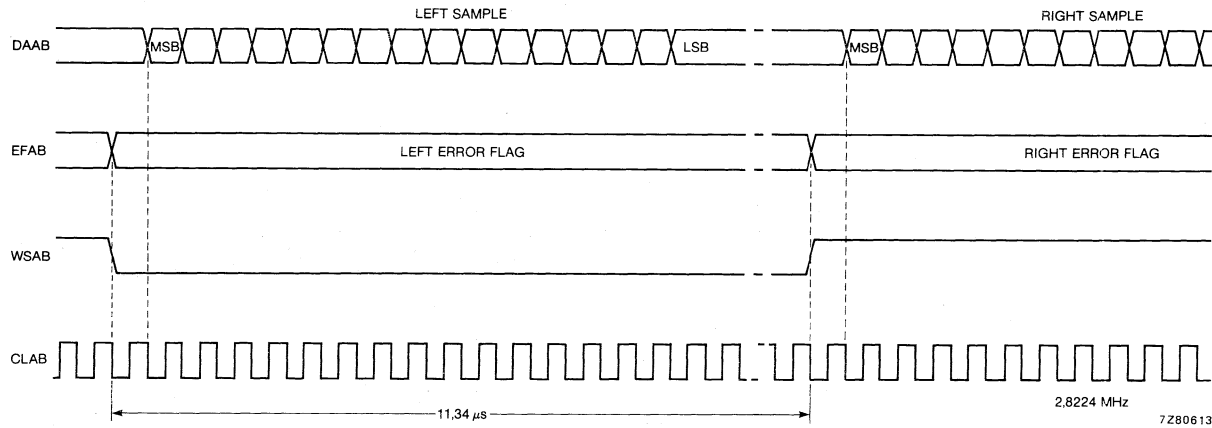 LEFT SAMPLE
RIGHT SAMPLE
DAAB
MSB
LSB
MSB
EFAB
LEFT ERROR FLAG
RIGHT ERROR FLAG
WSAB
CLAB
11,34 μs
2,8224 MHz
7Z80613